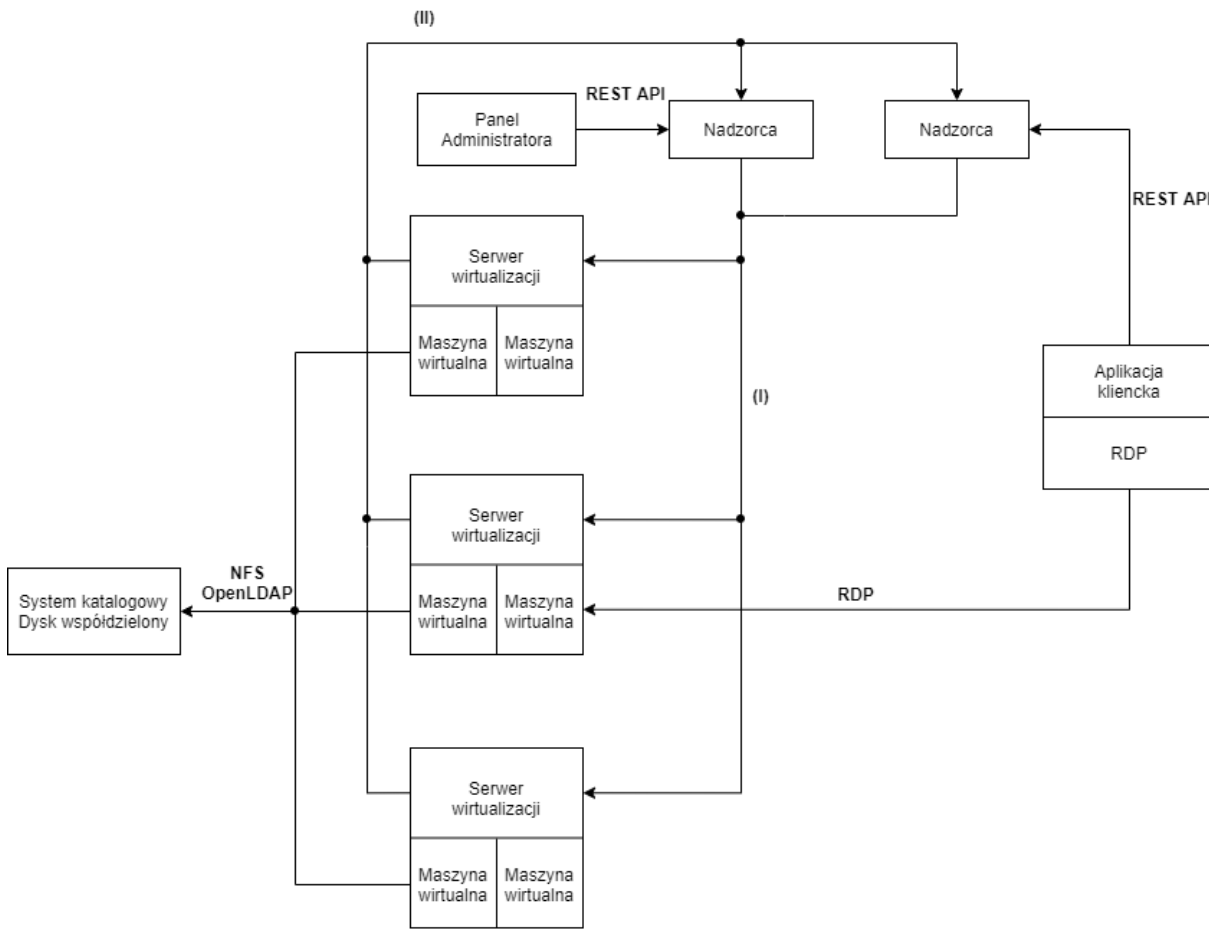 (II)
REST API
Panel
Administratora
Nadzorca
Nadzorca
REST API
Serwer
wirtualizacji
Maszyna
wirtualna
Maszyna
wirtualna
Aplikacja
kliencka
RDP
(I)
Serwer
wirtualizacji
Maszyna
wirtualna
Maszyna
wirtualna
RDP
NFS
OpenLDAP
System katalogowy
Dysk współdzielony
Serwer
wirtualizacji
Maszyna
wirtualna
Maszyna
wirtualna